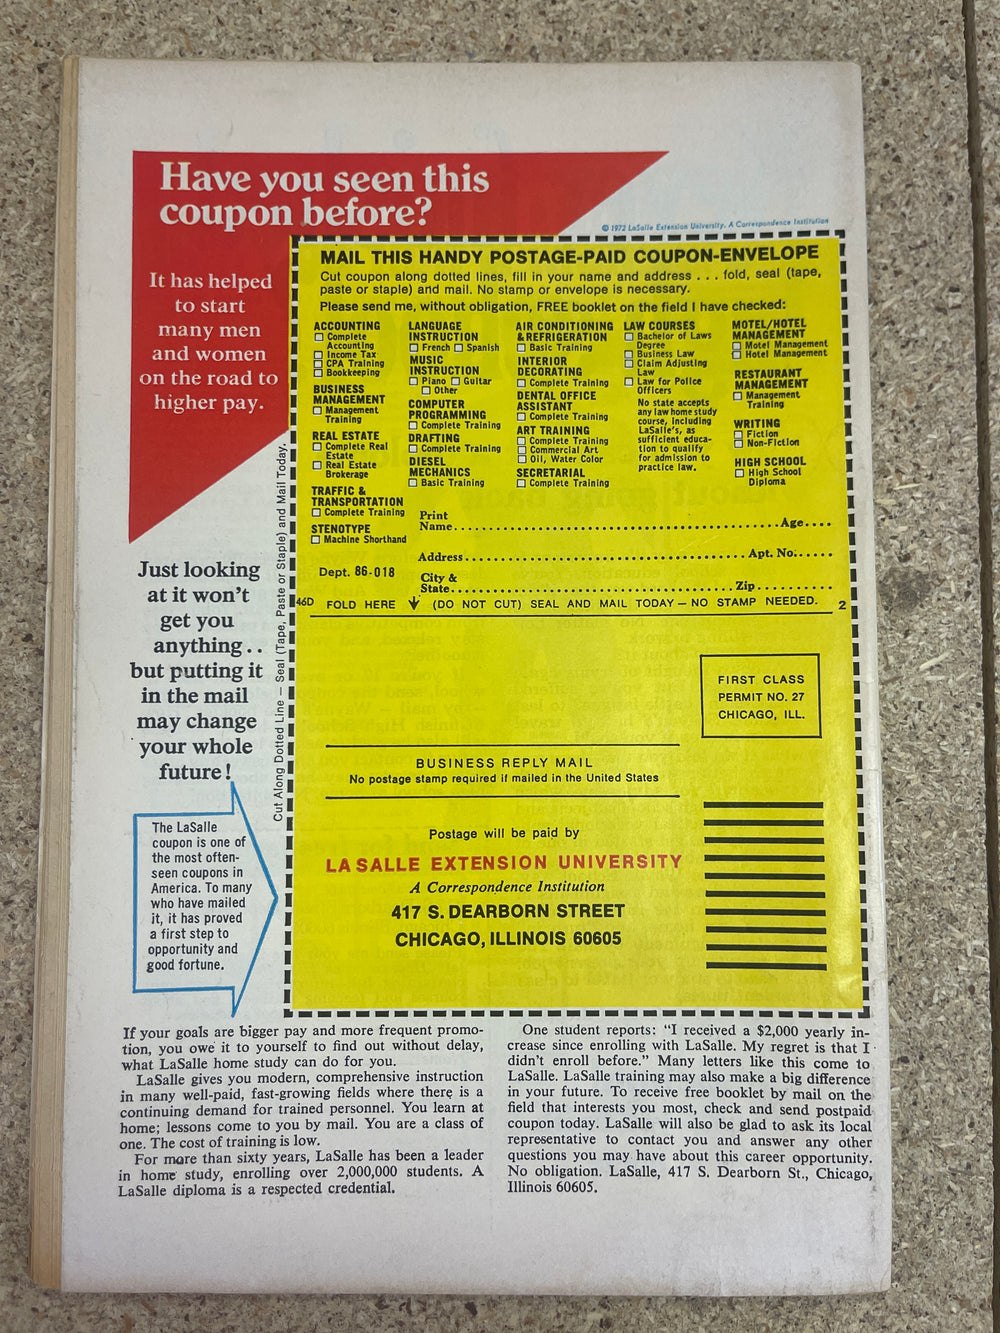 Have you seen this
coupon before?
© 1972 LaSalle Extension University, A Correspondence Institution
It has helped
to start
many men
and women
on the road to
higher pay.
Just looking
at it won't
get you
anything..
but putting it
in the mail
may change
your whole
future!
The LaSalle
coupon is one of
the most often-
seen coupons in
America. To many
who have mailed
it, it has proved
a first step to
opportunity and
good fortune.
Cut Along Dotted Line – Seal (Tape, Paste or Staple) and Mail Today.
MAIL THIS HANDY POSTAGE-PAID COUPON-ENVELOPE
Cut coupon along dotted lines, fill in your name and address . . . fold, seal (tape,
paste or staple) and mail. No stamp or envelope is necessary.
Please send me, without obligation, FREE booklet on the field I have checked:
ACCOUNTING
☐ Complete
Accounting
☐ Income Tax
☐ CPA Training
☐ Bookkeeping
BUSINESS
MANAGEMENT
☐ Management
Training
REAL ESTATE
☐ Complete Real
Estate
☐ Real Estate
Brokerage
TRAFFIC &
TRANSPORTATION
☐ Complete Training
STENOTYPE
☐ Machine Shorthand
LANGUAGE
INSTRUCTION
☐ French ☐ Spanish
MUSIC
INSTRUCTION
☐ Piano ☐ Guitar
☐ Other
COMPUTER
PROGRAMMING
☐ Complete Training
DRAFTING
☐ Complete Training
DIESEL
MECHANICS
☐ Basic Training
AIR CONDITIONING
& REFRIGERATION
☐ Basic Training
INTERIOR
DECORATING
☐ Complete Training
DENTAL OFFICE
ASSISTANT
☐ Complete Training
ART TRAINING
☐ Complete Training
☐ Commercial Art
☐ Oil, Water Color
SECRETARIAL
☐ Complete Training
LAW COURSES
☐ Bachelor of Laws
Degree
☐ Business Law
☐ Claim Adjusting
Law
☐ Law for Police
Officers
No state accepts
any law home study
course, including
LaSalle's, as
sufficient educa-
tion to qualify
for admission to
practice law.
MOTEL/HOTEL
MANAGEMENT
☐ Motel Management
☐ Hotel Management
RESTAURANT
MANAGEMENT
☐ Management
Training
WRITING
☐ Fiction
☐ Non-Fiction
HIGH SCHOOL
☐ High School
Diploma
Print
Name........Age....
Address........Apt. No......
Dept. 86-018
City &
State........Zip........
46D FOLD HERE ↓ (DO NOT CUT) SEAL AND MAIL TODAY – NO STAMP NEEDED. 2
FIRST CLASS
PERMIT NO. 27
CHICAGO, ILL.
BUSINESS REPLY MAIL
No postage stamp required if mailed in the United States
Postage will be paid by
LA SALLE EXTENSION UNIVERSITY
A Correspondence Institution
417 S. DEARBORN STREET
CHICAGO, ILLINOIS 60605
If your goals are bigger pay and more frequent promo-
tion, you owe it to yourself to find out without delay,
what LaSalle home study can do for you.
LaSalle gives you modern, comprehensive instruction
in many well-paid, fast-growing fields where there is a
continuing demand for trained personnel. You learn at
home; lessons come to you by mail. You are a class of
one. The cost of training is low.
For more than sixty years, LaSalle has been a leader
in home study, enrolling over 2,000,000 students. A
LaSalle diploma is a respected credential.
One student reports: "I received a $2,000 yearly in-
crease since enrolling with LaSalle. My regret is that I
didn't enroll before." Many letters like this come to
LaSalle. LaSalle training may also make a big difference
in your future. To receive free booklet by mail on the
field that interests you most, check and send postpaid
coupon today. LaSalle will also be glad to ask its local
representative to contact you and answer any other
questions you may have about this career opportunity.
No obligation. LaSalle, 417 S. Dearborn St., Chicago,
Illinois 60605.